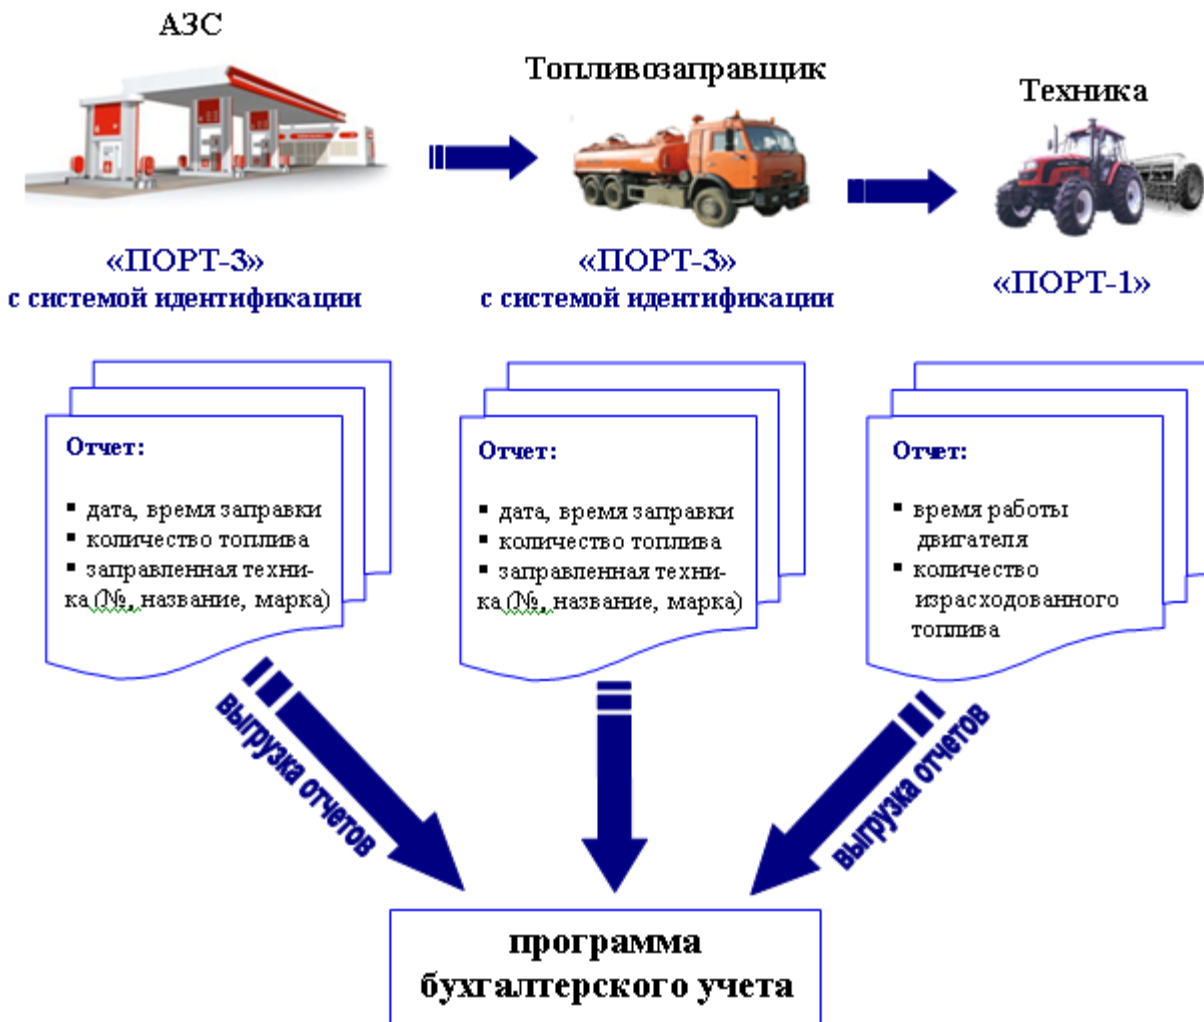 АЗС
Топливозаправщик
Техника
«ПОРТ-3»
с системой идентификации
«ПОРТ-3»
с системой идентификации
«ПОРТ-1»
Отчет:
▪ дата, время заправки
▪ количество топлива
▪ заправленная техни-
ка (№, название, марка)
Отчет:
▪ дата, время заправки
▪ количество топлива
▪ заправленная техни-
ка (№, название, марка)
Отчет:
▪ время работы
двигателя
▪ количество
израсходованного
топлива
выгрузка отчетов
выгрузка отчетов
программа
бухгалтерского учета